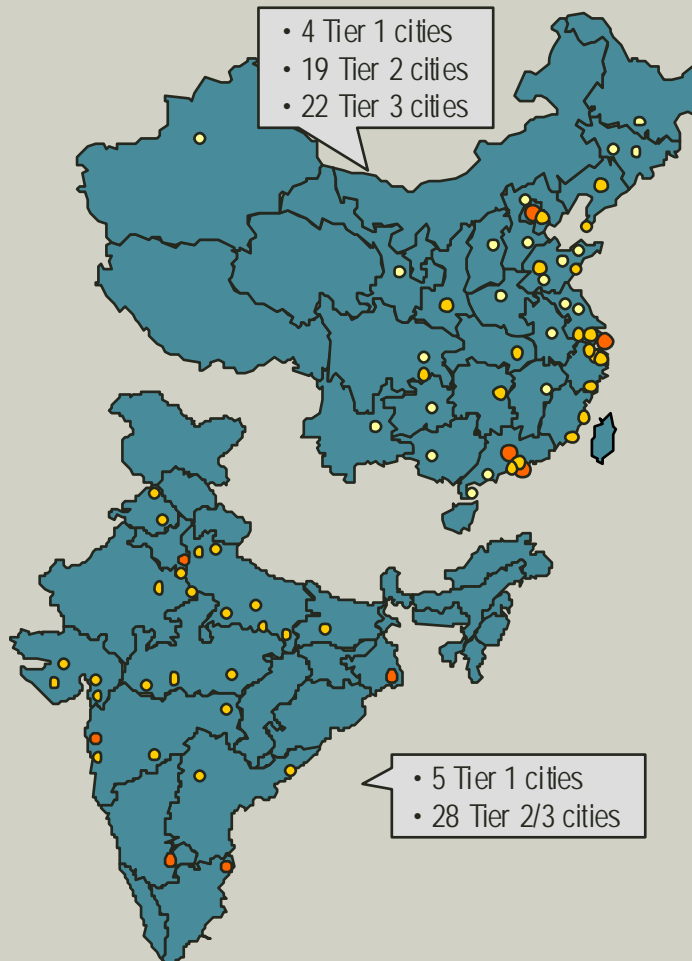 • 4 Tier 1 cities
• 19 Tier 2 cities
• 22 Tier 3 cities
• 5 Tier 1 cities
• 28 Tier 2/3 cities